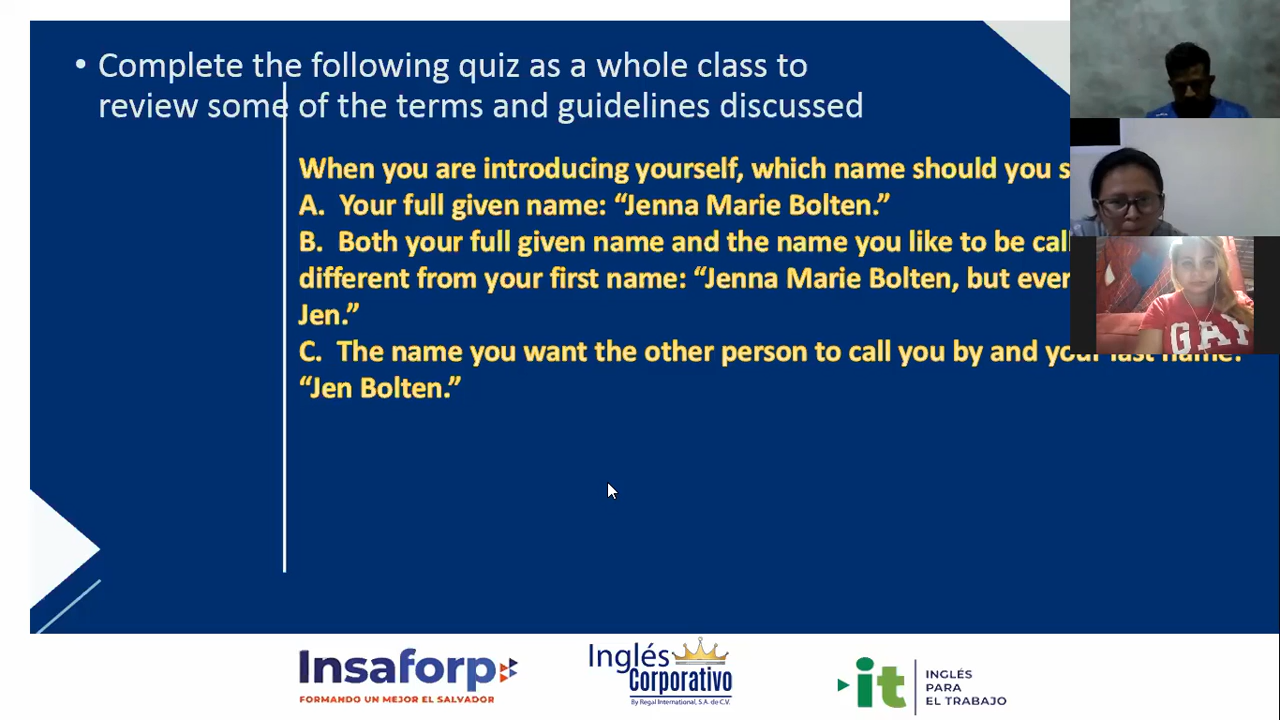 • Complete the following quiz as a whole class to
review some of the terms and guidelines discussed
When you are introducing yourself, which name should you
A. Your full given name: “Jenna Marie Bolten.”
B. Both your full given name and the name you like to be
different from your first name: “Jenna Marie Bolten, but
Jen.”
C. The name you want the other person to call you by and your last name:
“Jen Bolten.”
GAP
Insaforp
FORMANDO UN MEJOR EL SALVADOR
Inglés
Corporativo
By Regal International, S.A. de C.V.
it
INGLÉS
PARA
EL TRABAJO